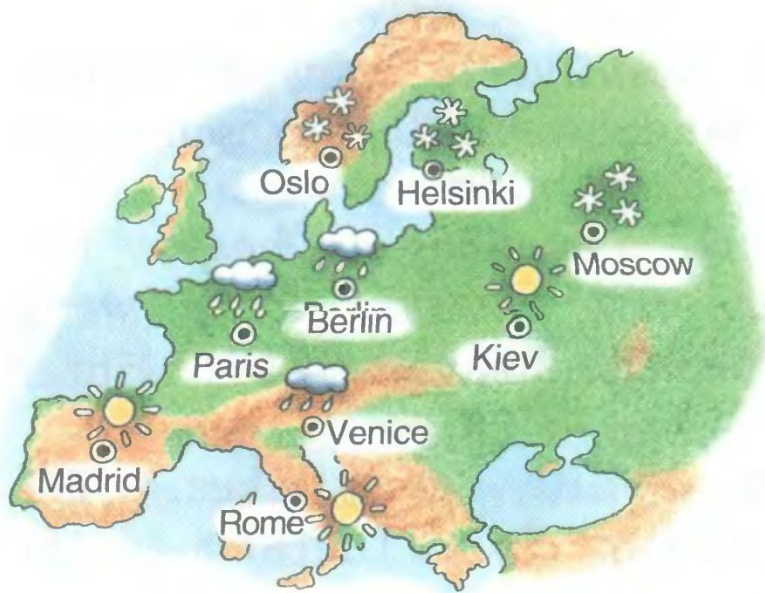 Oslo
Helsinki
Moscow
Berlin
Paris
Kiev
Venice
Madrid
Rome